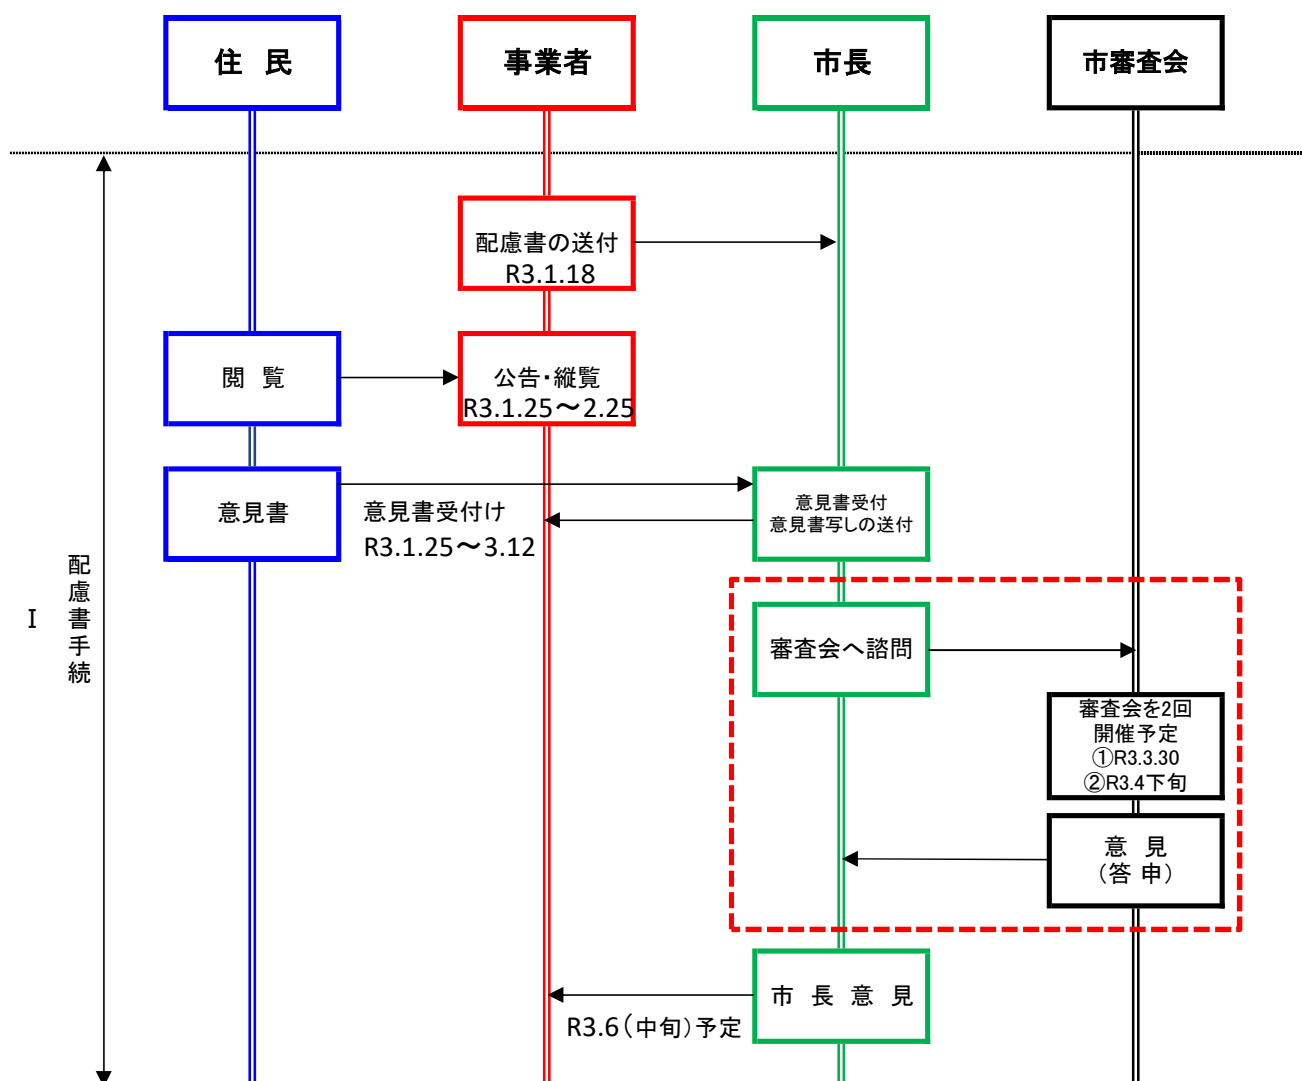 住 民
事業者
市長
市審査会
配慮書の送付
R3.1.18
閲 覧
公告・縦覧
R3.1.25～2.25
意見書
意見書受付け
R3.1.25～3.12
意見書受付
意見書写しの送付
Ⅰ
配慮書手続
審査会へ諮問
審査会を2回
開催予定
①R3.3.30
②R3.4下旬
意 見
(答 申)
市 長 意 見
R3.6(中旬)予定